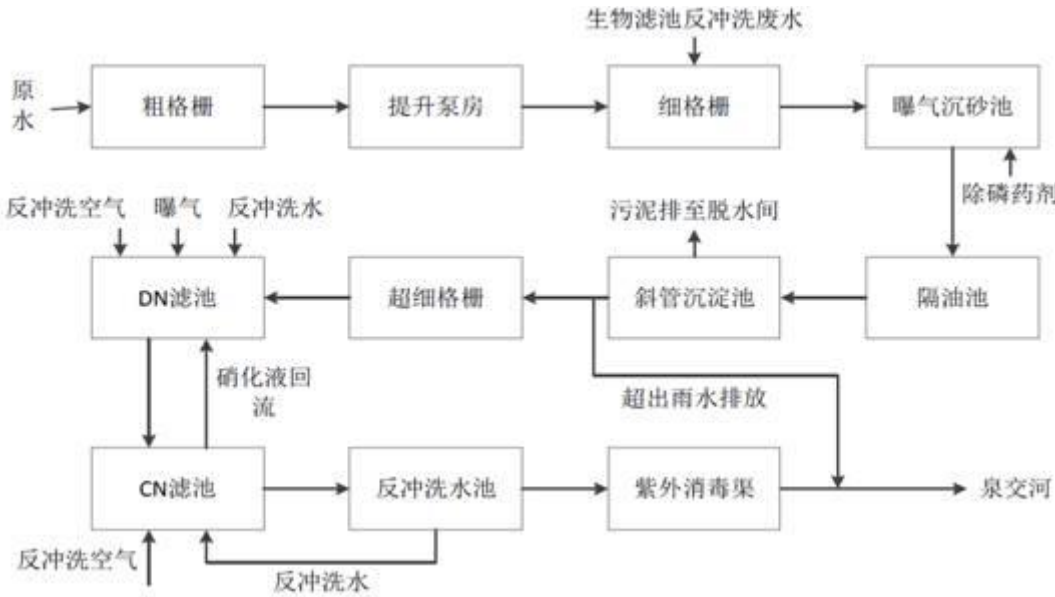 生物滤池反冲洗废水
原
水
粗格栅
提升泵房
细格栅
曝气沉砂池
反冲洗空气
曝气
反冲洗水
污泥排至脱水间
除磷药剂
DN滤池
超细格栅
斜管沉淀池
隔油池
硝化液回
流
超出雨水排放
CN滤池
反冲洗水池
紫外消毒渠
泉交河
反冲洗空气
反冲洗水